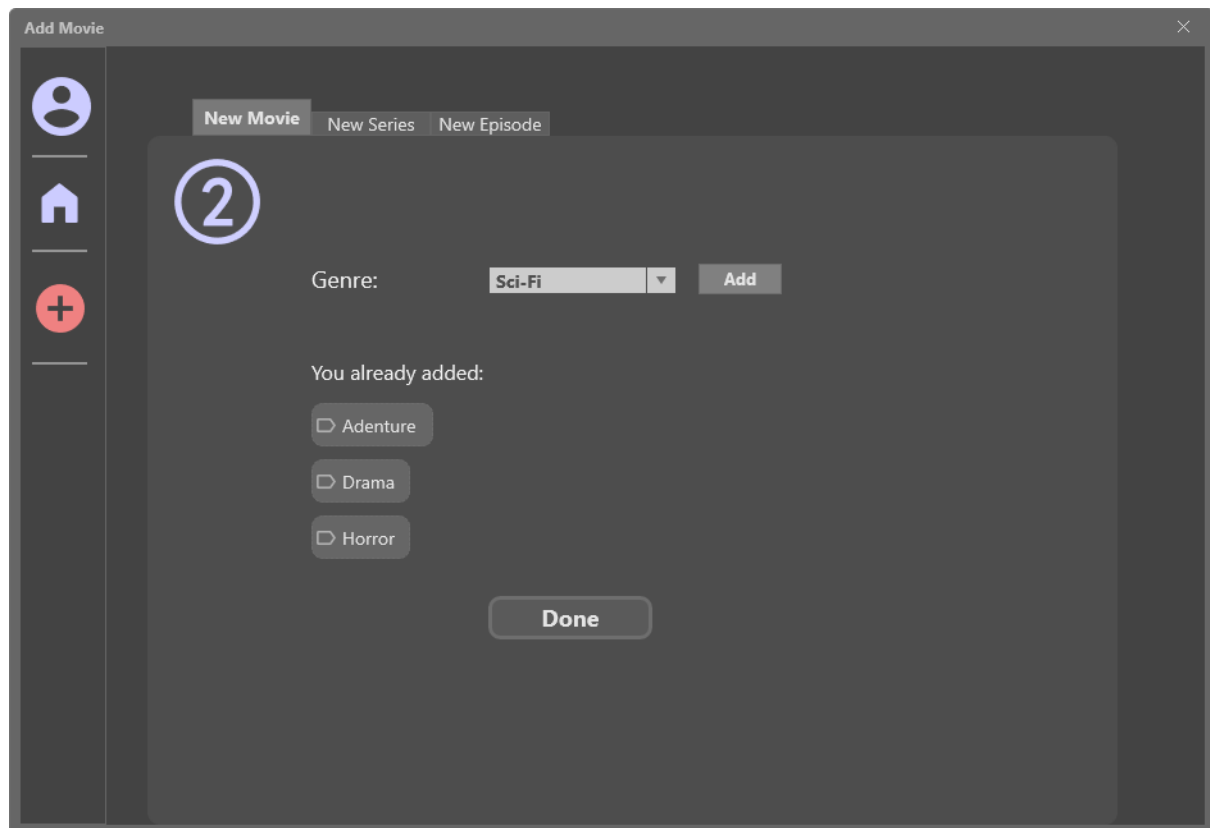 Add Movie
New Movie New Series New Episode
2
Genre: Sci-Fi Add
You already added:
Adenture
Drama
Horror
Done